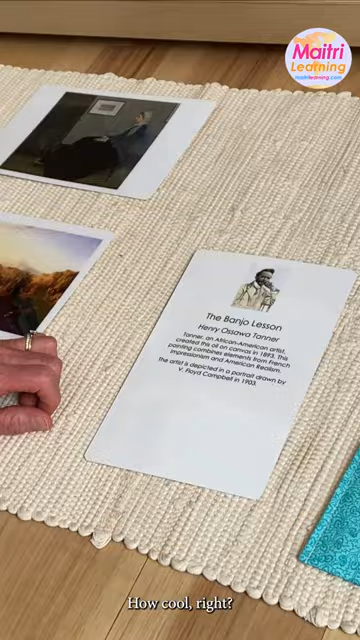 Maitri
Learning
maitrilearning.com
The Banjo Lesson
Henry Ossawa Tanner
Tanner, an African-American artist,
created this oil on canvas in 1893. This
painting combines elements from French
Impressionism and American Realism.
The artist is depicted in a portrait drawn by
V. Floyd Campbell in 1903.
How cool, right?